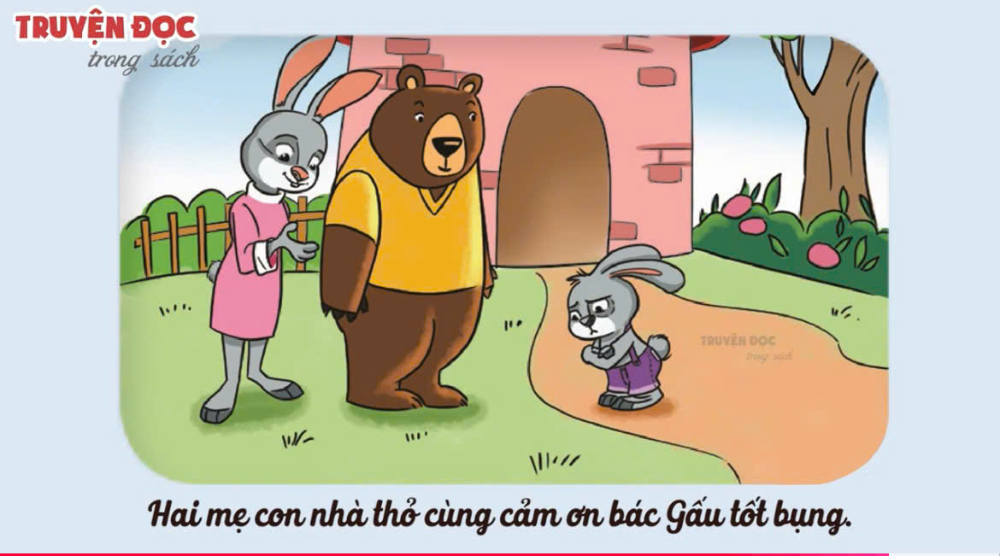 TRUYỆN ĐỌC
trong sách
TRUYỆN ĐỌC
trong sách
Hai mẹ con nhà thỏ cùng cảm ơn bác Gấu tốt bụng.